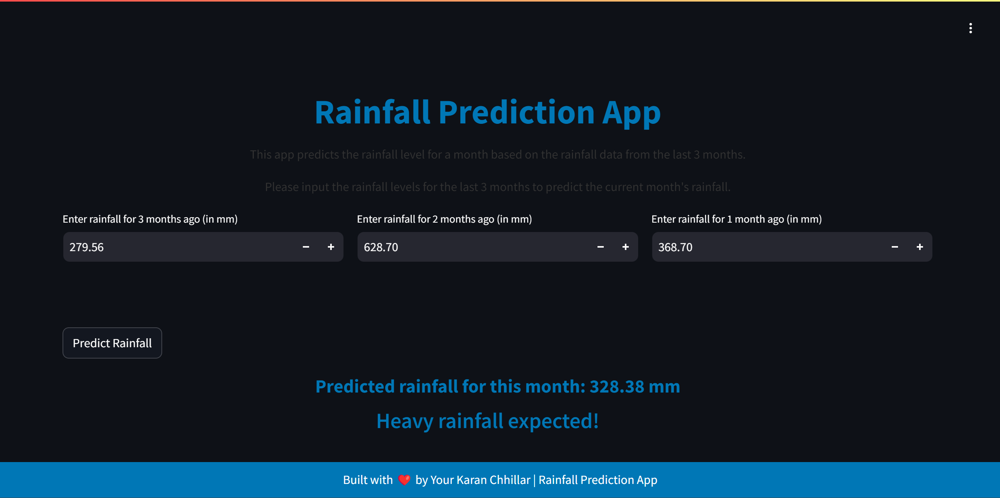 Rainfall Prediction App
This app predicts the rainfall level for a month based on the rainfall data from the last 3 months.
Please input the rainfall levels for the last 3 months to predict the current month's rainfall.
Enter rainfall for 3 months ago (in mm)
279.56
Enter rainfall for 2 months ago (in mm)
628.70
Enter rainfall for 1 month ago (in mm)
368.70
Predict Rainfall
Predicted rainfall for this month: 328.38 mm
Heavy rainfall expected!
Built with ❤️ by Your Karan Chhillar | Rainfall Prediction App